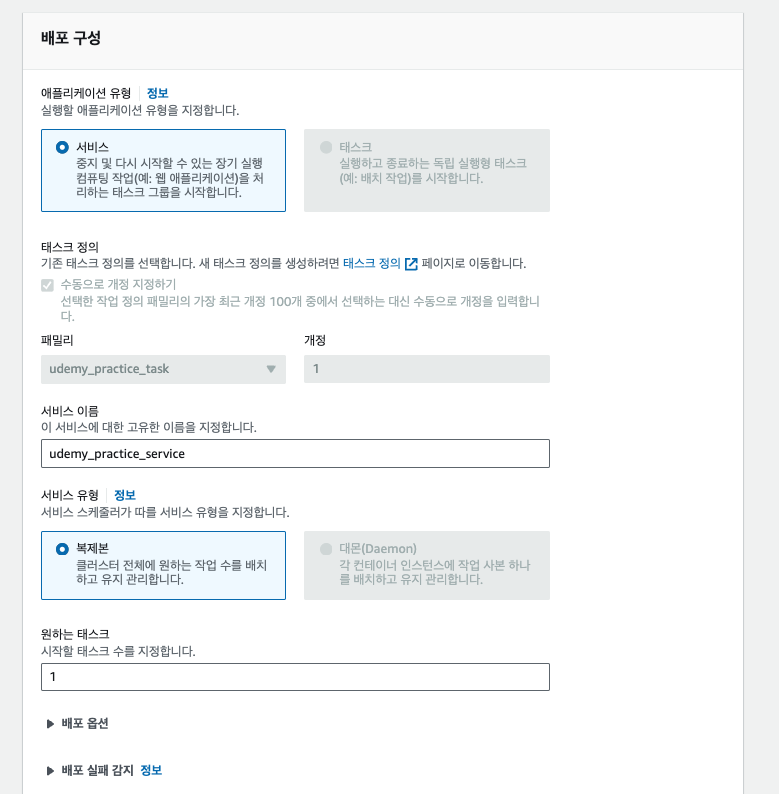 배포 구성
애플리케이션 유형 정보
실행할 애플리케이션 유형을 지정합니다.
서비스
중지 및 다시 시작할 수 있는 장기 실행
컴퓨팅 작업(예: 웹 애플리케이션)을 처
리하는 태스크 그룹을 시작합니다.
태스크
실행하고 종료하는 독립 실행형 태스크
(예: 배치 작업)를 시작합니다.
태스크 정의
기존 태스크 정의를 선택합니다. 새 태스크 정의를 생성하려면 태스크 정의 페이지로 이동합니다.
수동으로 개정 지정하기
선택한 작업 정의 패밀리의 가장 최근 개정 100개 중에서 선택하는 대신 수동으로 개정을 입력합니
다.
패밀리 개정
udemy_practice_task 1
서비스 이름
이 서비스에 대한 고유한 이름을 지정합니다.
udemy_practice_service
서비스 유형 정보
서비스 스케줄러가 따를 서비스 유형을 지정합니다.
복제본
클러스터 전체에 원하는 작업 수를 배치
하고 유지 관리합니다.
대몬(Daemon)
각 컨테이너 인스턴스에 작업 사본 하나
를 배치하고 유지 관리합니다.
원하는 태스크
시작할 태스크 수를 지정합니다.
1
배포 옵션
배포 실패 감지 정보